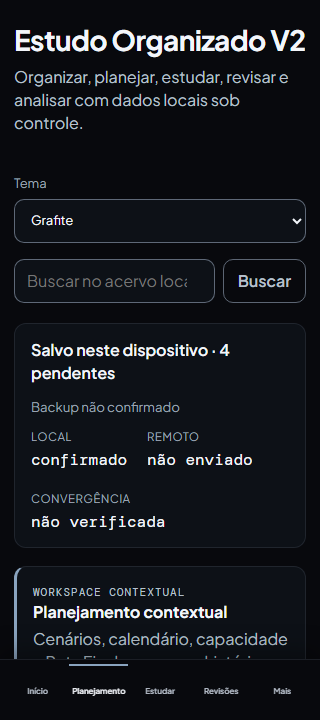 Estudo Organizado V2
Organizar, planejar, estudar, revisar e
analisar com dados locais sob
controle.
Tema
Grafite
Buscar no acervo loca
Buscar
Salvo neste dispositivo · 4
pendentes
Backup não confirmado
LOCAL REMOTO
confirmado não enviado
CONVERGÊNCIA
não verificada
WORKSPACE CONTEXTUAL
Planejamento contextual
Cenários, calendário, capacidade
Início Planejamento Estudar Revisões Mais